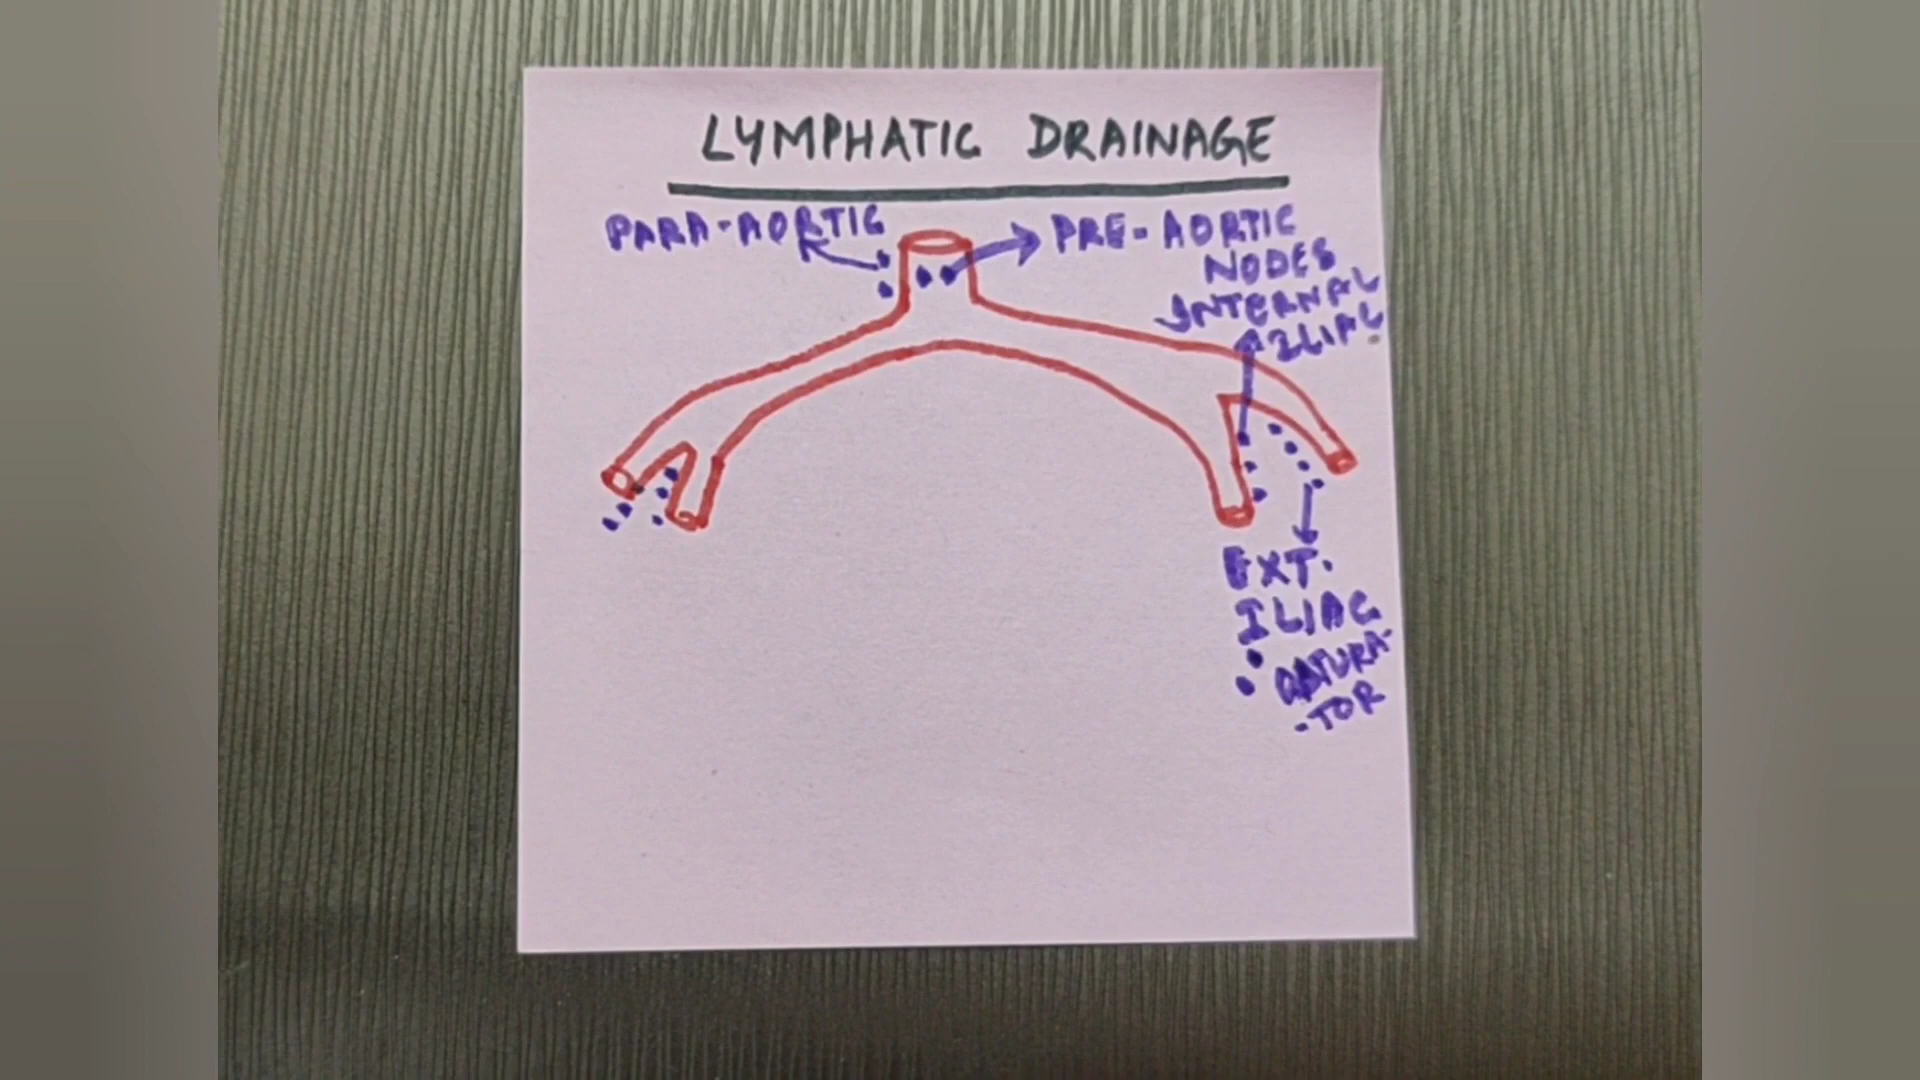 LYMPHATIC DRAINAGE
PARA-AORTIC
PRE-AORTIC
NODES
INTERNAL
ILIAC
EXT.
ILIAC
OBTURA-
-TOR